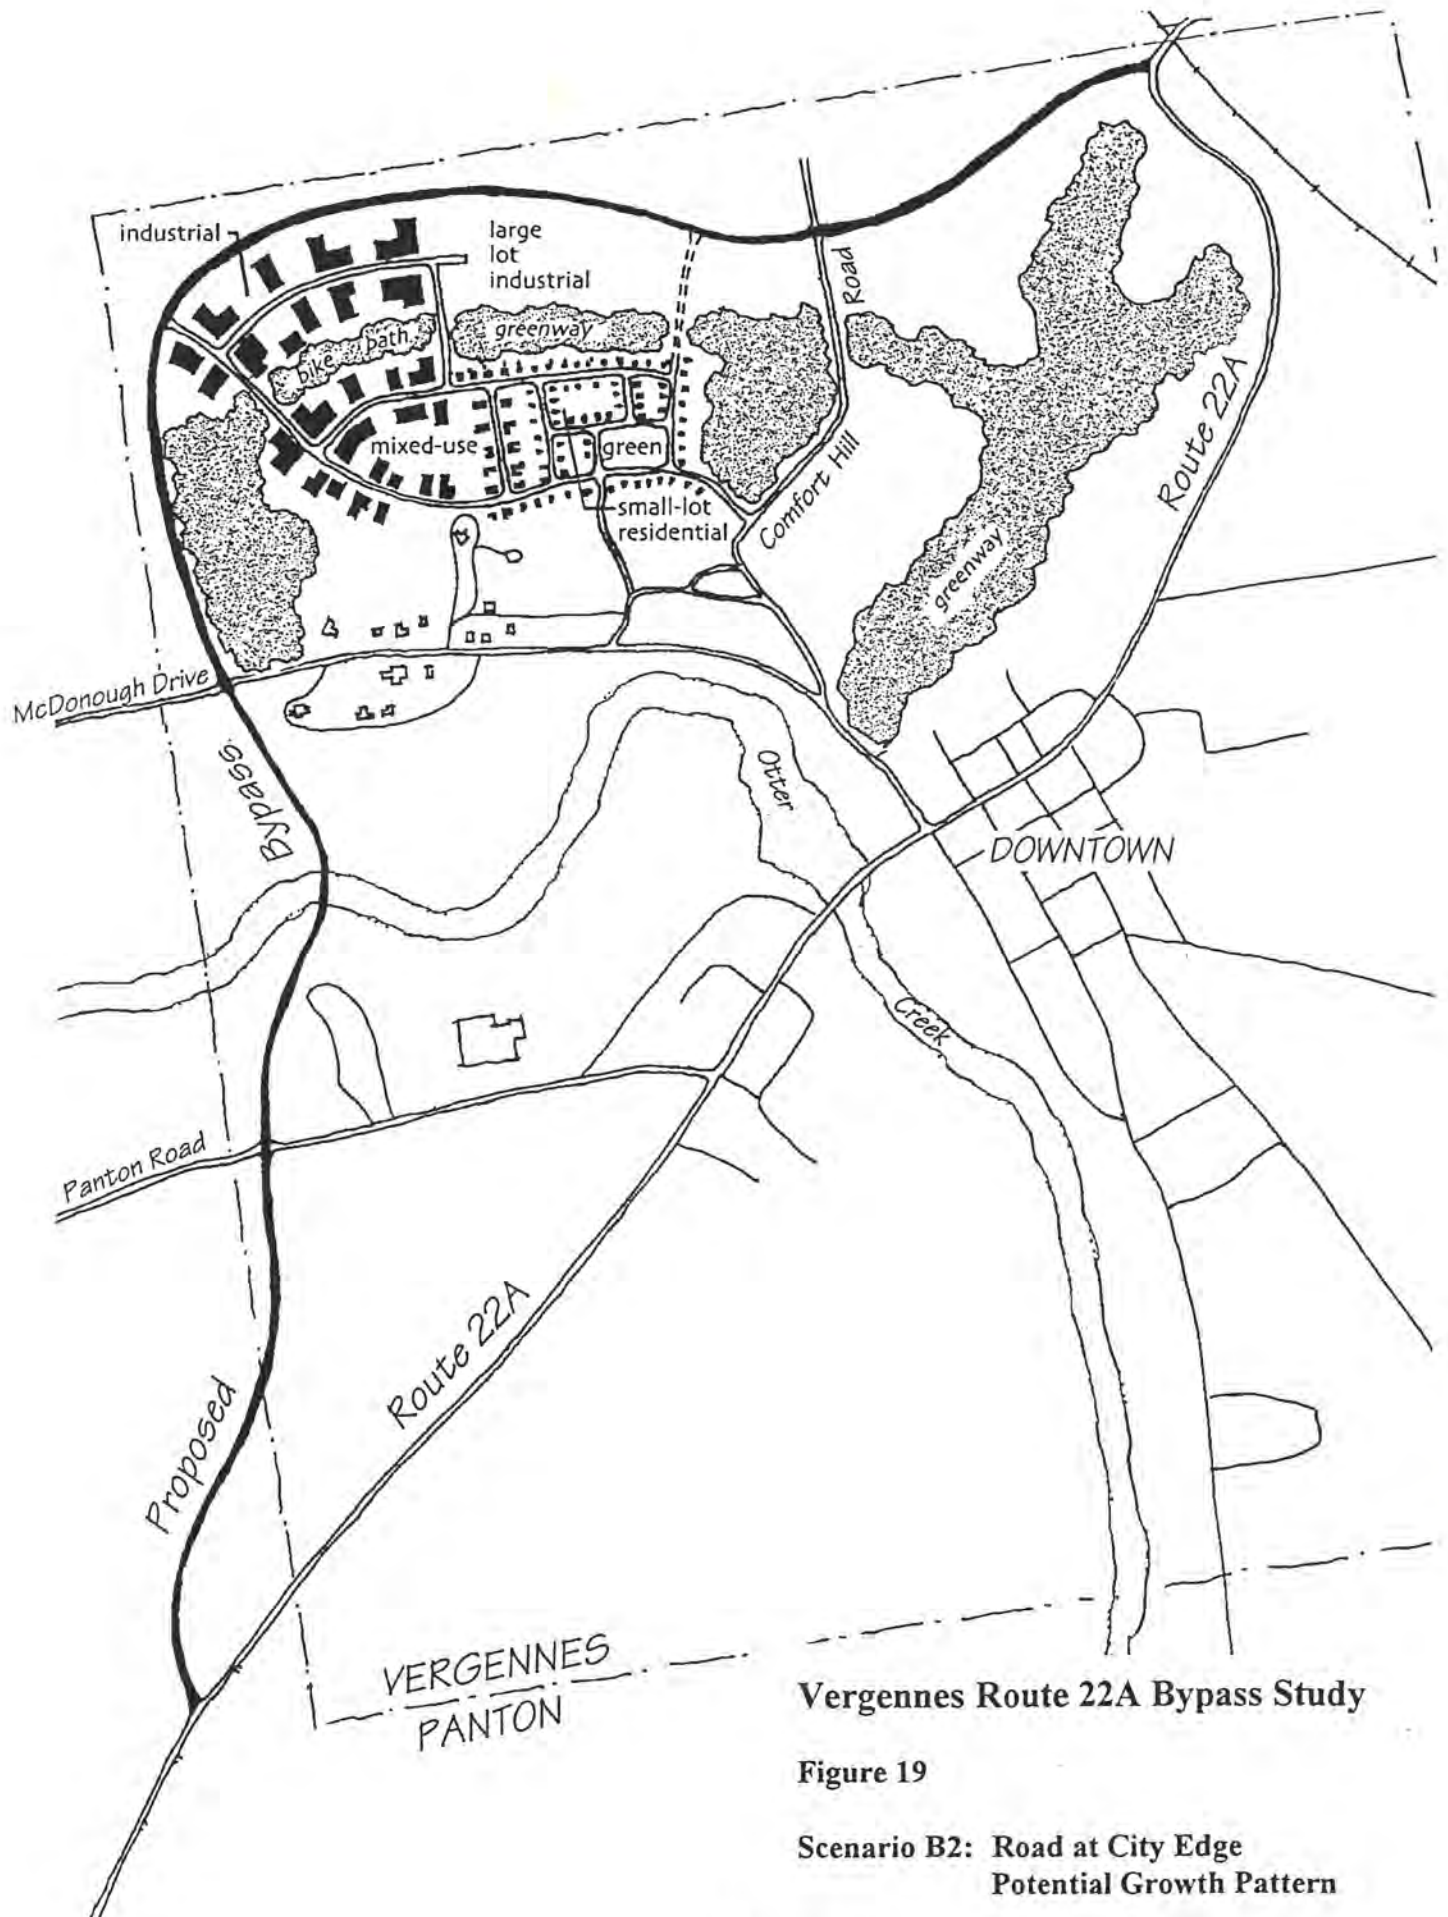 industrial
large
lot
industrial
Road
greenway
bike path
Route 22A
mixed-use
green
small-lot
residential
Comfort Hill
greenway
McDonough Drive
Bypass
Otter
DOWNTOWN
Creek
Panton Road
Route 22A
Proposed
VERGENNES
PANTON
Vergennes Route 22A Bypass Study
Figure 19
Scenario B2: Road at City Edge
Potential Growth Pattern